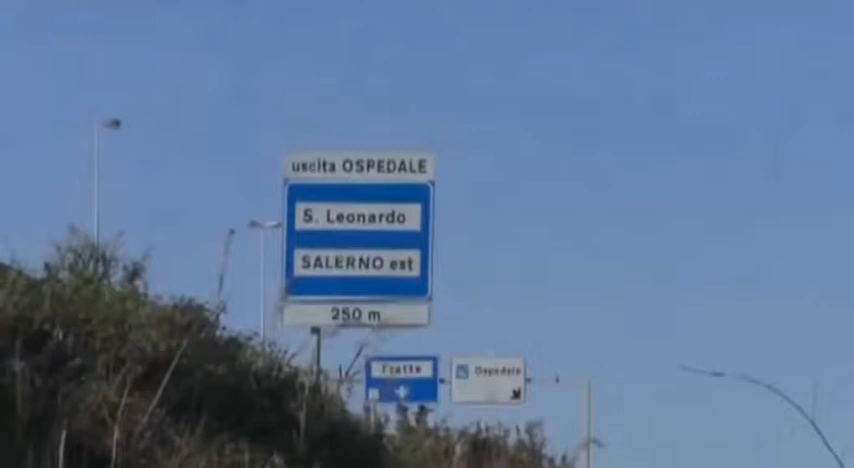 uscita OSPEDALE
S. Leonardo
SALERNO est
250 m
Fratte
Ospedale